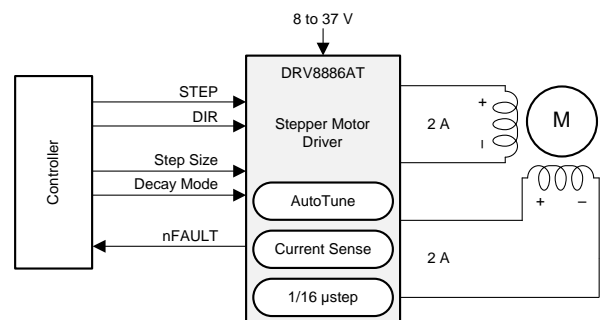 8 to 37 V
DRV8886AT
Stepper Motor
Driver
Controller
STEP
DIR
Step Size
Decay Mode
nFAULT
AutoTune
Current Sense
1/16 µstep
2 A
+
–
M
+ –
2 A